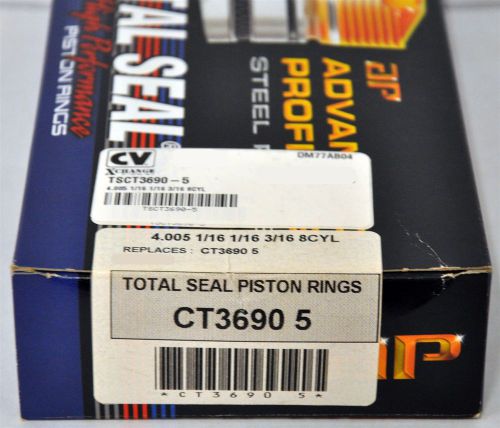 High Performance
PISTON RINGS
TAL SEAL
ap
ADVAN
PROFI
STEEL
CV
XCHANGE
DM77AB04
TSCT3690-5
4.005 1/16 1/16 3/16 8CYL
TSCT3690-5
4.005 1/16 1/16 3/16 8CYL
REPLACES : CT3690 5
TOTAL SEAL PISTON RINGS
CT3690 5
*CT3690 5*
ap